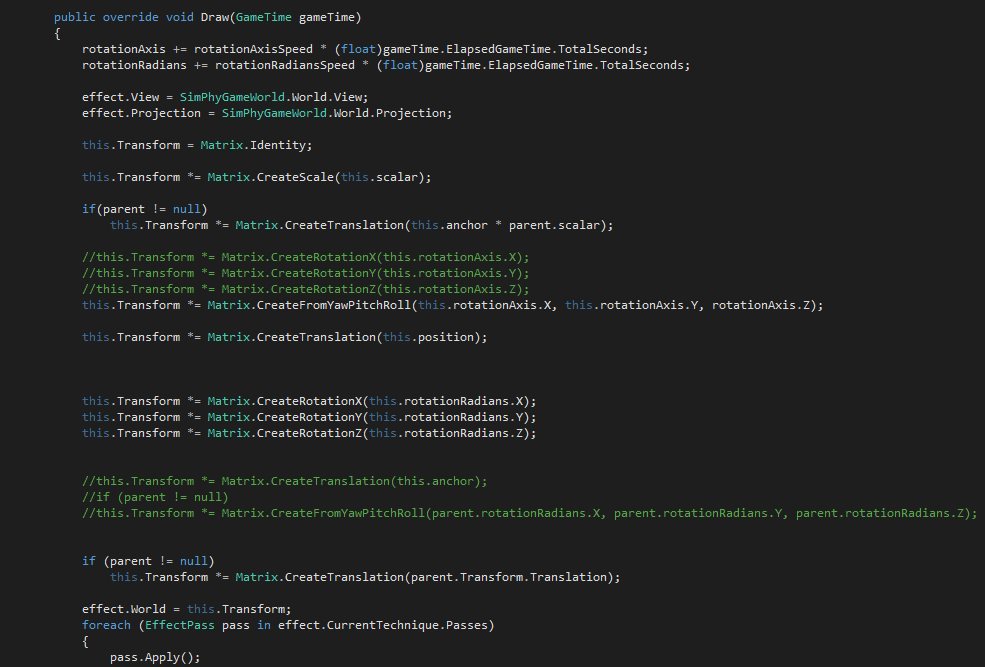 public override void Draw(GameTime gameTime)
{
rotationAxis += rotationAxisSpeed * (float)gameTime.ElapsedGameTime.TotalSeconds;
rotationRadians += rotationRadiansSpeed * (float)gameTime.ElapsedGameTime.TotalSeconds;
effect.View = SimPhyGameWorld.World.View;
effect.Projection = SimPhyGameWorld.World.Projection;
this.Transform = Matrix.Identity;
this.Transform *= Matrix.CreateScale(this.scalar);
if(parent != null)
this.Transform *= Matrix.CreateTranslation(this.anchor * parent.scalar);
//this.Transform *= Matrix.CreateRotationX(this.rotationAxis.X);
//this.Transform *= Matrix.CreateRotationY(this.rotationAxis.Y);
//this.Transform *= Matrix.CreateRotationZ(this.rotationAxis.Z);
this.Transform *= Matrix.CreateFromYawPitchRoll(this.rotationAxis.X, this.rotationAxis.Y, rotationAxis.Z);
this.Transform *= Matrix.CreateTranslation(this.position);
this.Transform *= Matrix.CreateRotationX(this.rotationRadians.X);
this.Transform *= Matrix.CreateRotationY(this.rotationRadians.Y);
this.Transform *= Matrix.CreateRotationZ(this.rotationRadians.Z);
//this.Transform *= Matrix.CreateTranslation(this.anchor);
//if (parent != null)
//this.Transform *= Matrix.CreateFromYawPitchRoll(parent.rotationRadians.X, parent.rotationRadians.Y, parent.rotationRadians.Z);
if (parent != null)
this.Transform *= Matrix.CreateTranslation(parent.Transform.Translation);
effect.World = this.Transform;
foreach (EffectPass pass in effect.CurrentTechnique.Passes)
{
pass.Apply();